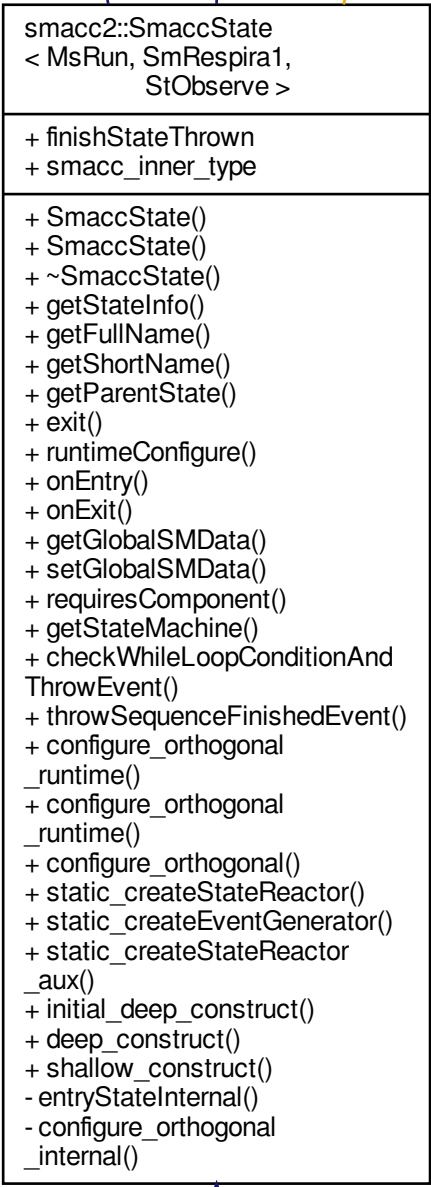 smacc2::SmaccState
< MsRun, SmRespira1,
StObserve >
+ finishStateThrown
+ smacc_inner_type
+ SmaccState()
+ SmaccState()
+ ~SmaccState()
+ getStateInfo()
+ getFullName()
+ getShortName()
+ getParentState()
+ exit()
+ runtimeConfigure()
+ onEntry()
+ onExit()
+ getGlobalSMData()
+ setGlobalSMData()
+ requiresComponent()
+ getStateMachine()
+ checkWhileLoopConditionAnd
ThrowEvent()
+ throwSequenceFinishedEvent()
+ configure_orthogonal
_runtime()
+ configure_orthogonal
_runtime()
+ configure_orthogonal()
+ static_createStateReactor()
+ static_createEventGenerator()
+ static_createStateReactor
_aux()
+ initial_deep_construct()
+ deep_construct()
+ shallow_construct()
- entryStateInternal()
- configure_orthogonal
_internal()